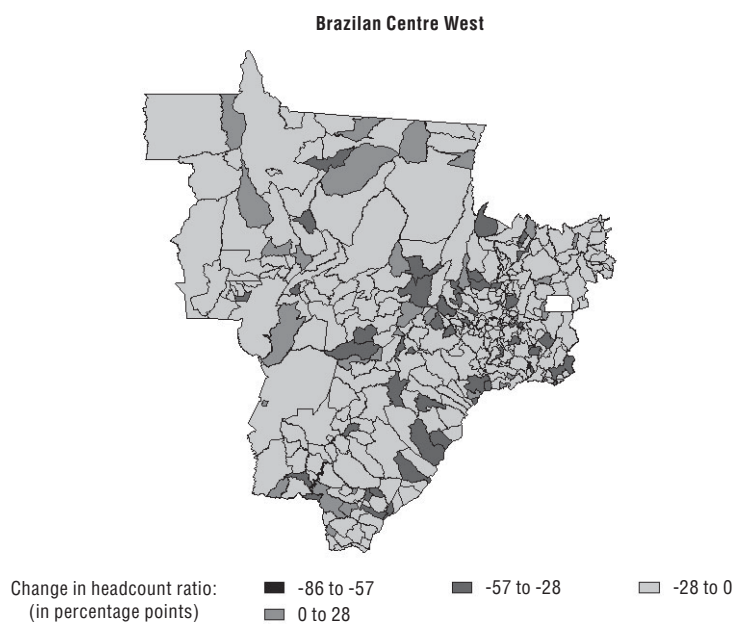 Brazilan Centre West
Change in headcount ratio:
(in percentage points)
-86 to -57
-57 to -28
-28 to 0
0 to 28